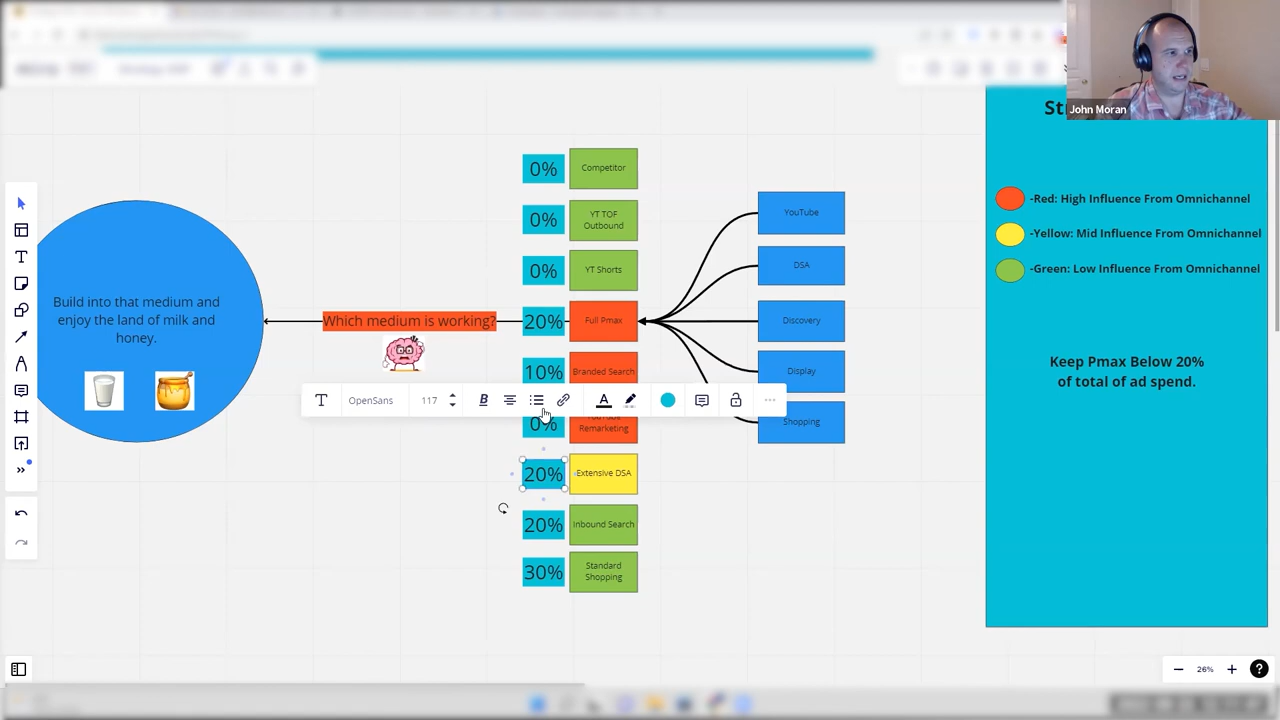 John Moran
-Red: High Influence From Omnichannel
-Yellow: Mid Influence From Omnichannel
-Green: Low Influence From Omnichannel
Keep Pmax Below 20%
of total of ad spend.
0%
Competitor
0%
YT TOF
Outbound
0%
YT Shorts
20%
Full Pmax
10%
Branded Search
0%
YouTube
Remarketing
20%
Extensive DSA
20%
Inbound Search
30%
Standard
Shopping
YouTube
DSA
Discovery
Display
Shopping
Which medium is working?
Build into that medium and
enjoy the land of milk and
honey.
OpenSans
117
26%